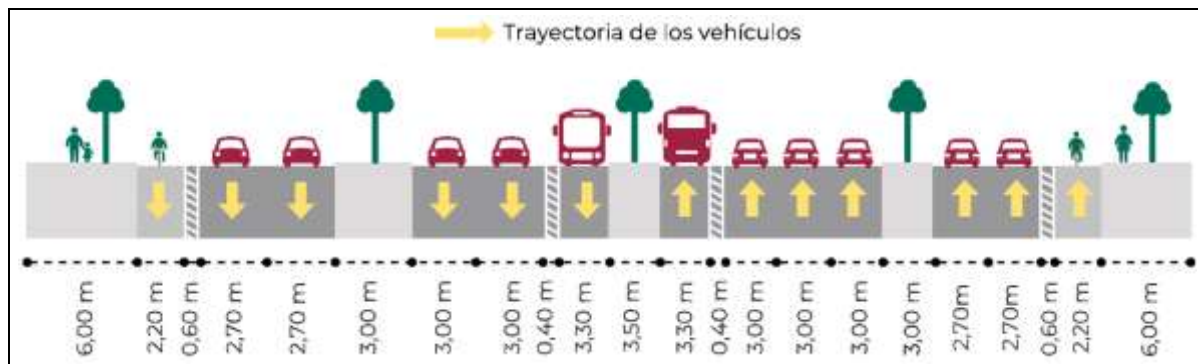 Trayectoria de los vehículos
6,00 m
2,20 m
0,60 m
2,70 m
2,70 m
3,00 m
3,00 m
3,00 m
0,40 m
3,30 m
3,50 m
3,30 m
0,40 m
3,00 m
3,00 m
3,00 m
3,00 m
2,70m
2,70m
0,60 m
2,20 m
6,00 m